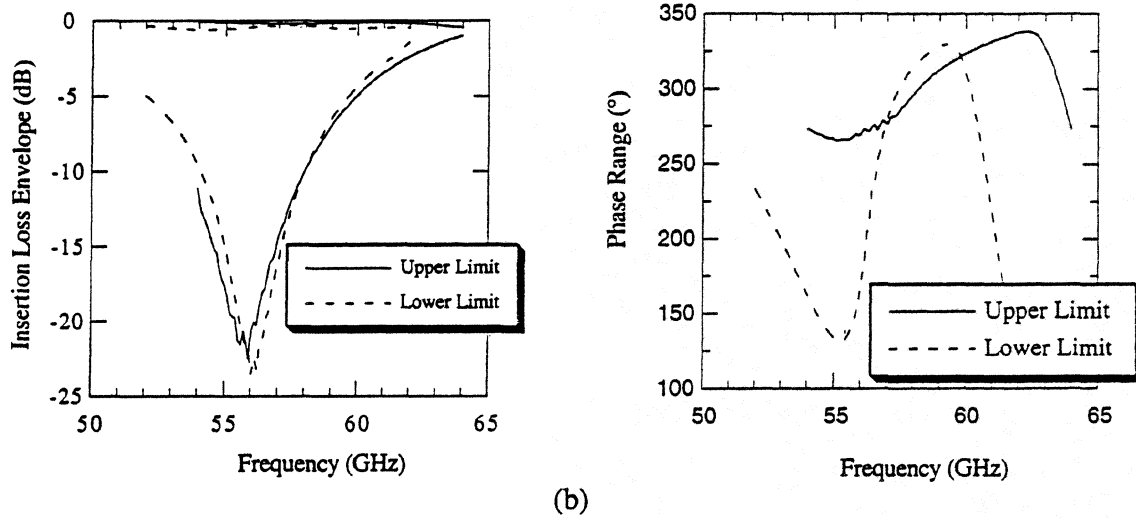 Insertion Loss Envelope (dB)
0
-5
-10
-15
-20
-25
50
55
60
65
Frequency (GHz)
Upper Limit
Lower Limit
Phase Range (°)
350
300
250
200
150
100
50
55
60
65
Frequency (GHz)
Upper Limit
Lower Limit
(b)